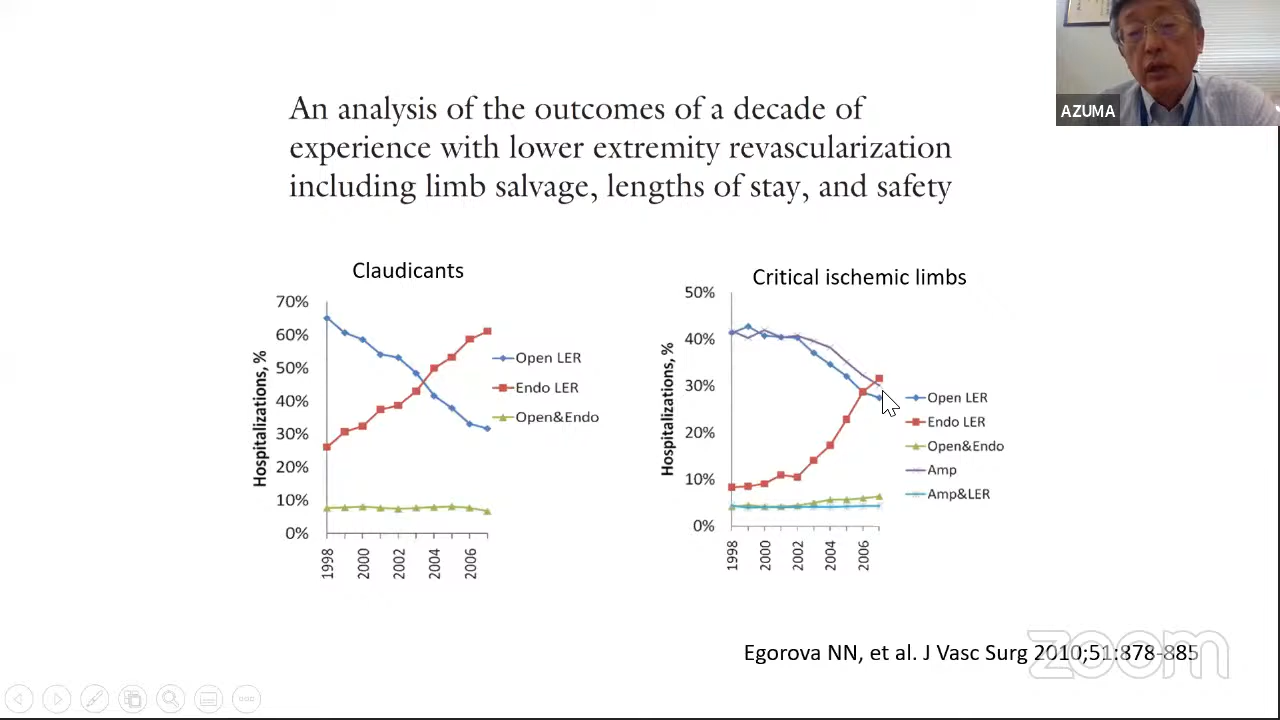 AZUMA
An analysis of the outcomes of a decade of
experience with lower extremity revascularization
including limb salvage, lengths of stay, and safety
Claudicants
70%
60%
50%
40%
30%
20%
10%
0%
Hospitalizations, %
1998
2000
2002
2004
2006
Open LER
Endo LER
Open&Endo
Critical ischemic limbs
50%
40%
30%
20%
10%
0%
Hospitalizations, %
1998
2000
2002
2004
2006
Open LER
Endo LER
Open&Endo
Amp
Amp&LER
Egorova NN, et al. J Vasc Surg 2010;51:878-885
zoom